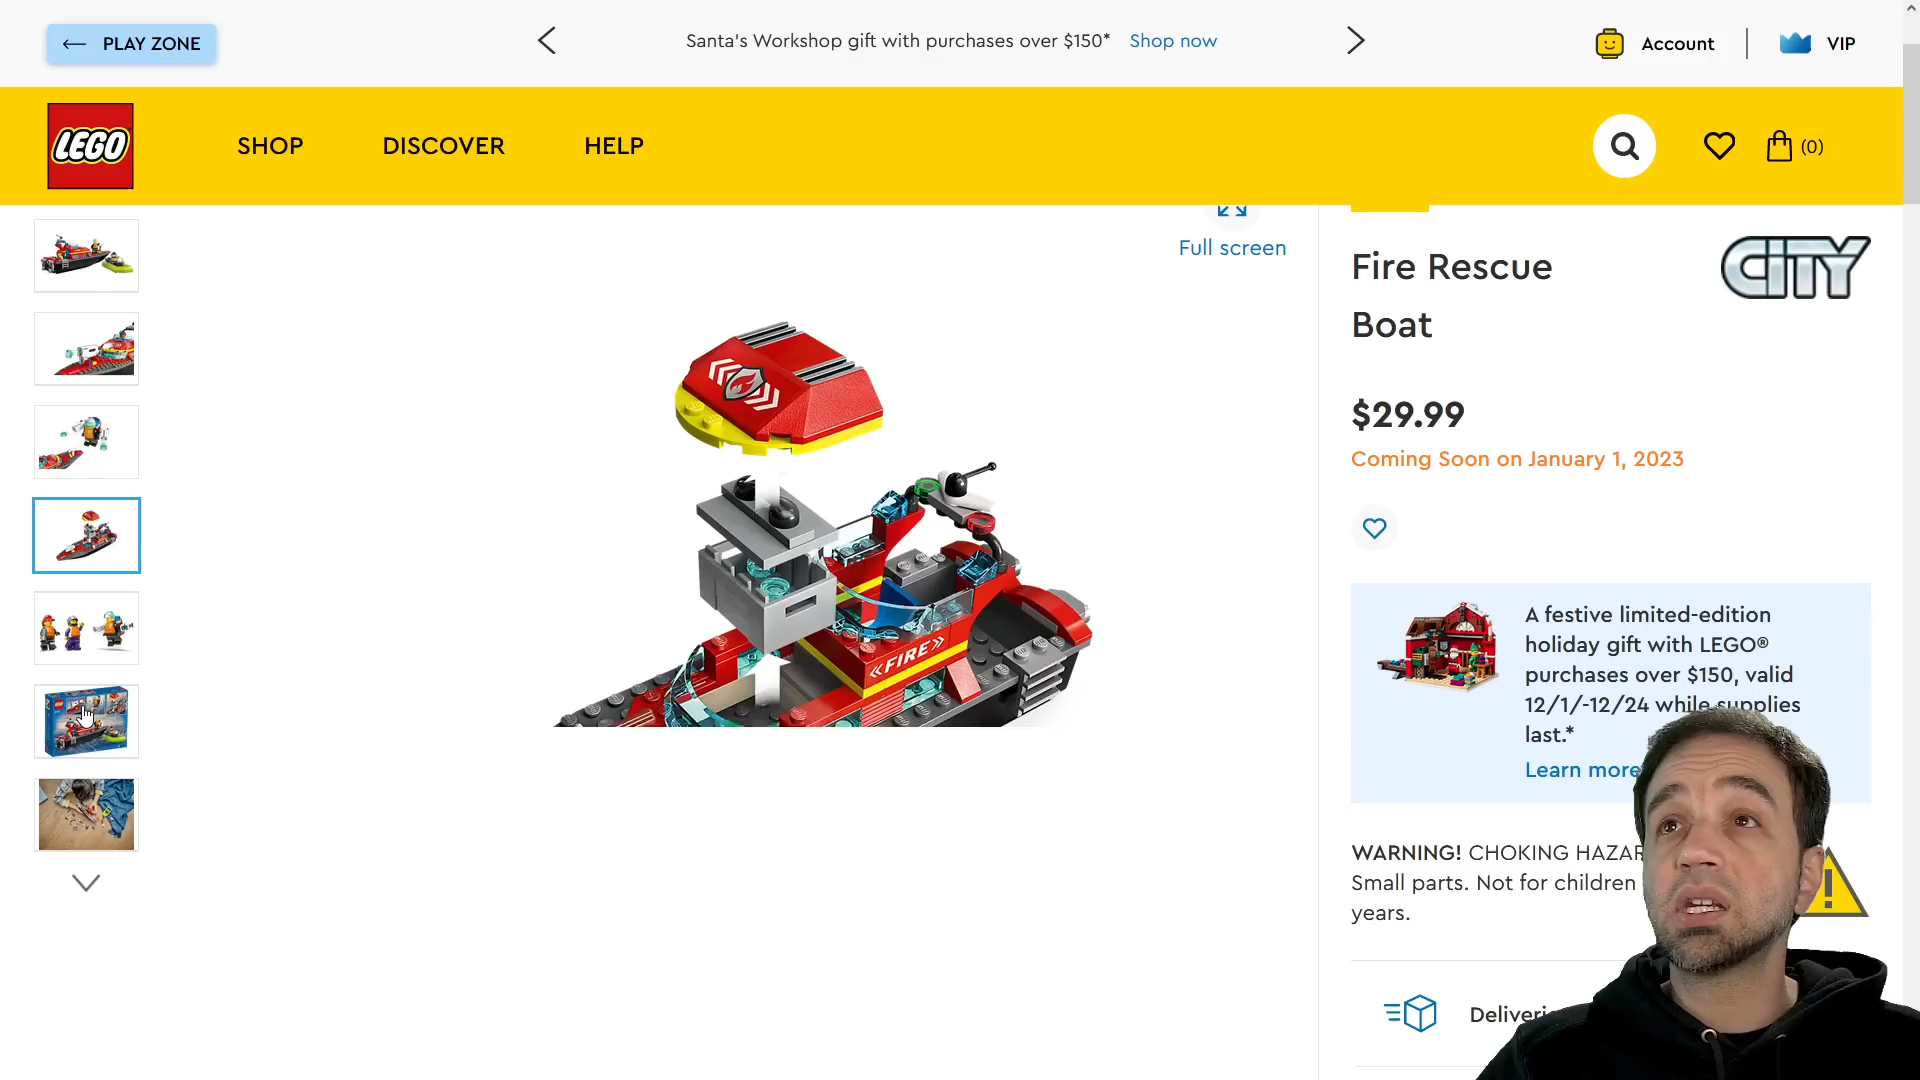 PLAY ZONE
Santa's Workshop gift with purchases over $150* Shop now
Account
VIP
LEGO
SHOP
DISCOVER
HELP
(0)
Full screen
Fire Rescue
Boat
CITY
$29.99
Coming Soon on January 1, 2023
«FIRE»
A festive limited-edition
holiday gift with LEGO®
purchases over $150, valid
12/1/-12/24 while supplies
last.*
Learn more
WARNING! CHOKING HAZAR
Small parts. Not for children
years.
Deliveri